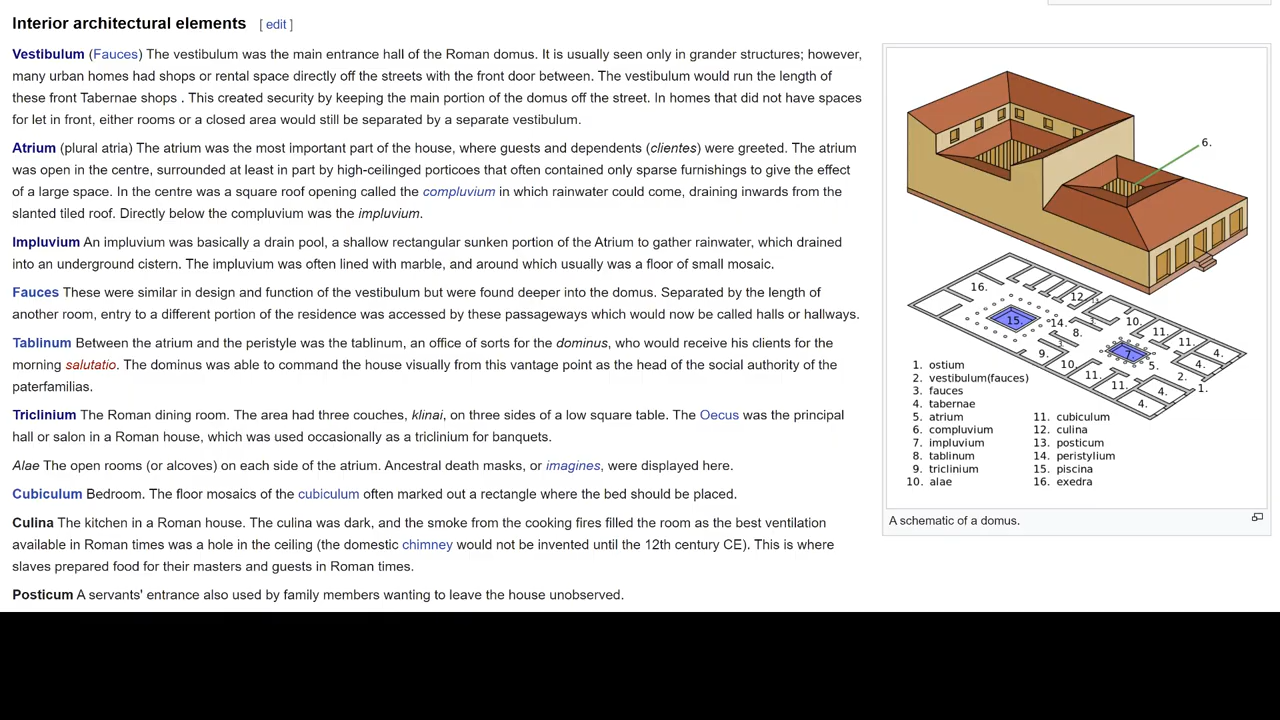 Interior architectural elements [ edit ]
Vestibulum (Fauces) The vestibulum was the main entrance hall of the Roman domus. It is usually seen only in grander structures; however,
many urban homes had shops or rental space directly off the streets with the front door between. The vestibulum would run the length of
these front Tabernae shops . This created security by keeping the main portion of the domus off the street. In homes that did not have spaces
for let in front, either rooms or a closed area would still be separated by a separate vestibulum.
Atrium (plural atria) The atrium was the most important part of the house, where guests and dependents (clientes) were greeted. The atrium
was open in the centre, surrounded at least in part by high-ceilinged porticoes that often contained only sparse furnishings to give the effect
of a large space. In the centre was a square roof opening called the compluvium in which rainwater could come, draining inwards from the
slanted tiled roof. Directly below the compluvium was the impluvium.
Impluvium An impluvium was basically a drain pool, a shallow rectangular sunken portion of the Atrium to gather rainwater, which drained
into an underground cistern. The impluvium was often lined with marble, and around which usually was a floor of small mosaic.
Fauces These were similar in design and function of the vestibulum but were found deeper into the domus. Separated by the length of
another room, entry to a different portion of the residence was accessed by these passageways which would now be called halls or hallways.
Tablinum Between the atrium and the peristyle was the tablinum, an office of sorts for the dominus, who would receive his clients for the
morning salutatio. The dominus was able to command the house visually from this vantage point as the head of the social authority of the
paterfamilias.
Triclinium The Roman dining room. The area had three couches, klinai, on three sides of a low square table. The Oecus was the principal
hall or salon in a Roman house, which was used occasionally as a triclinium for banquets.
Alae The open rooms (or alcoves) on each side of the atrium. Ancestral death masks, or imagines, were displayed here.
Cubiculum Bedroom. The floor mosaics of the cubiculum often marked out a rectangle where the bed should be placed.
Culina The kitchen in a Roman house. The culina was dark, and the smoke from the cooking fires filled the room as the best ventilation
available in Roman times was a hole in the ceiling (the domestic chimney would not be invented until the 12th century CE). This is where
slaves prepared food for their masters and guests in Roman times.
Posticum A servants' entrance also used by family members wanting to leave the house unobserved.
6.
16.
12.
15.
14.
3.
8.
10.
11.
11.
4.
9.
3.
10.
7.
5.
4.
11.
2.
1.
11.
4.
4.
1. ostium
2. vestibulum(fauces)
3. fauces
4. tabernae
5. atrium
6. compluvium
7. impluvium
8. tablinum
9. triclinium
10. alae
11. cubiculum
12. culina
13. posticum
14. peristylium
15. piscina
16. exedra
A schematic of a domus.